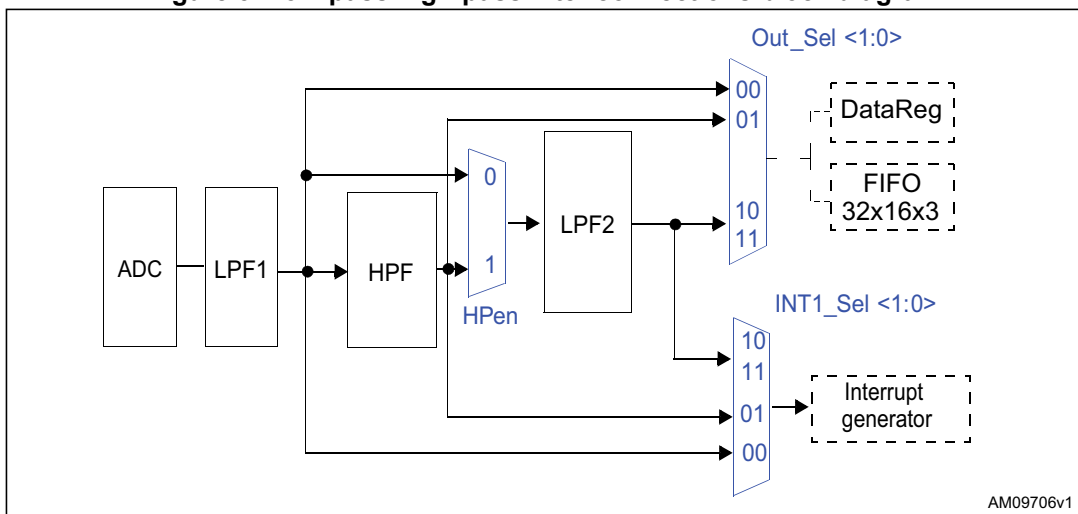 Out_Sel <1:0>
00
01
10
11
DataReg
FIFO
32x16x3
0
1
HPen
ADC
LPF1
HPF
LPF2
INT1_Sel <1:0>
10
11
01
00
Interrupt
generator
AM09706v1